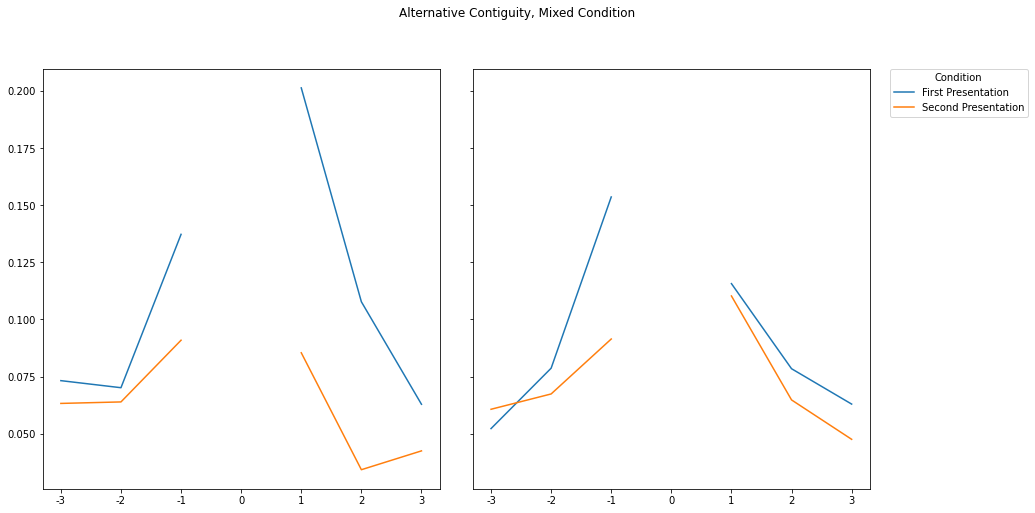 Alternative Contiguity, Mixed Condition
Condition
First Presentation
Second Presentation
0.200
0.175
0.150
0.125
0.100
0.075
0.050
-3 -2 -1 0 1 2 3
-3 -2 -1 0 1 2 3